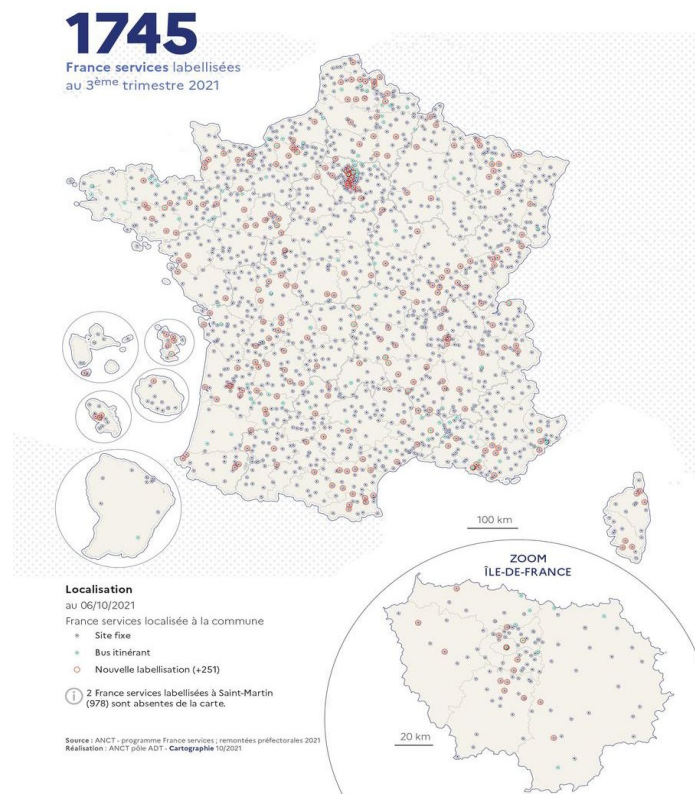 1745
France services labellisées
au 3ème trimestre 2021
100 km
ZOOM
ÎLE-DE-FRANCE
Localisation
au 06/10/2021
France services localisée à la commune
Site fixe
Bus itinérant
Nouvelle labellisation (+251)
i 2 France services labellisées à Saint-Martin
(978) sont absentes de la carte.
20 km
Source : ANCT - programme France services ; remontées préfectorales 2021
Réalisation : ANCT pôle ADT - Cartographie 10/2021